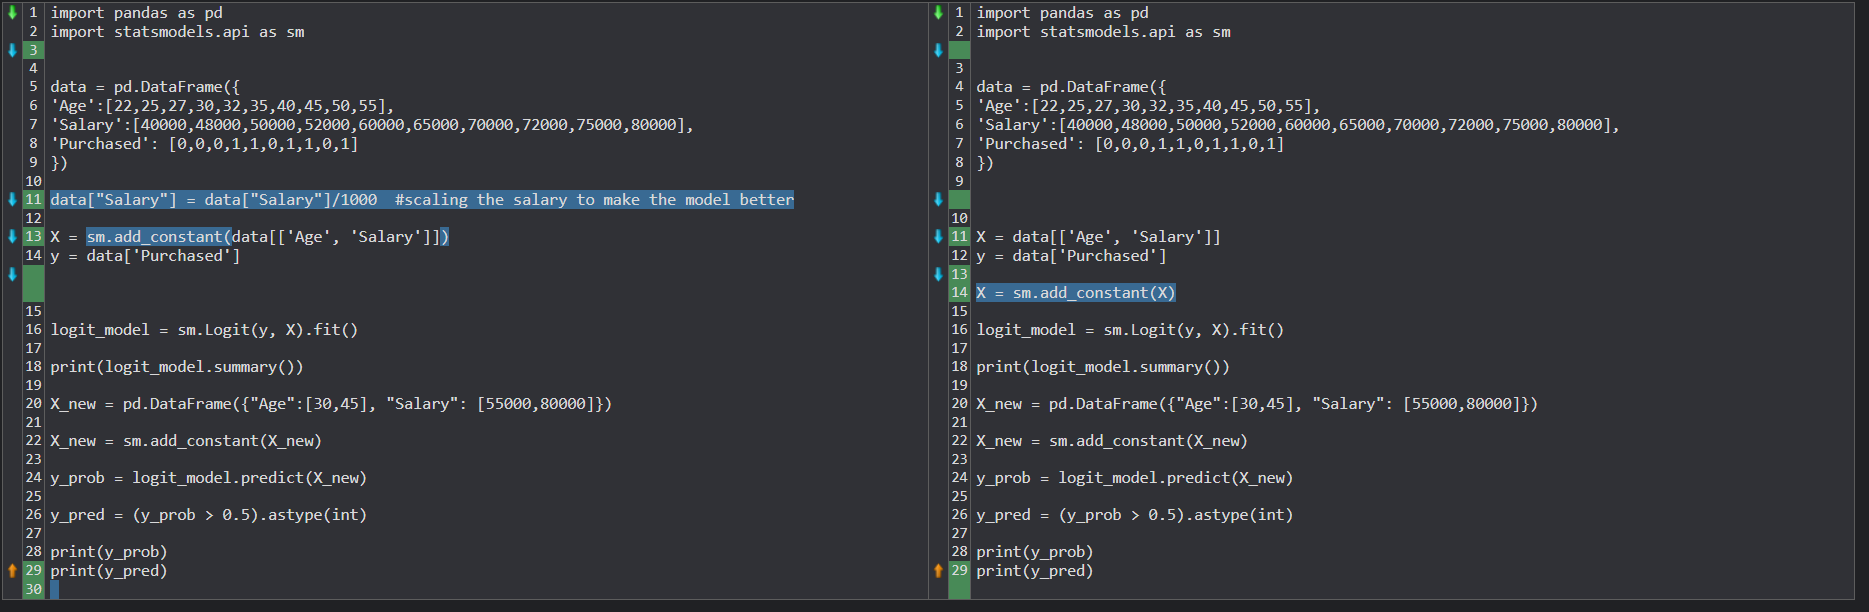 1 import pandas as pd
2 import statsmodels.api as sm
3
4
5 data = pd.DataFrame({
6 'Age':[22,25,27,30,32,35,40,45,50,55],
7 'Salary':[40000,48000,50000,52000,60000,65000,70000,72000,75000,80000],
8 'Purchased': [0,0,0,1,1,0,1,1,0,1]
9 })
10
11 data["Salary"] = data["Salary"]/1000  #scaling the salary to make the model better
12
13 X = sm.add_constant(data[['Age', 'Salary']])
14 y = data['Purchased']
15
16 logit_model = sm.Logit(y, X).fit()
17
18 print(logit_model.summary())
19
20 X_new = pd.DataFrame({"Age":[30,45], "Salary": [55000,80000]})
21
22 X_new = sm.add_constant(X_new)
23
24 y_prob = logit_model.predict(X_new)
25
26 y_pred = (y_prob > 0.5).astype(int)
27
28 print(y_prob)
29 print(y_pred)
30
1 import pandas as pd
2 import statsmodels.api as sm
3
4 data = pd.DataFrame({
5 'Age':[22,25,27,30,32,35,40,45,50,55],
6 'Salary':[40000,48000,50000,52000,60000,65000,70000,72000,75000,80000],
7 'Purchased': [0,0,0,1,1,0,1,1,0,1]
8 })
9
10
11 X = data[['Age', 'Salary']]
12 y = data['Purchased']
13
14 X = sm.add_constant(X)
15
16 logit_model = sm.Logit(y, X).fit()
17
18 print(logit_model.summary())
19
20 X_new = pd.DataFrame({"Age":[30,45], "Salary": [55000,80000]})
21
22 X_new = sm.add_constant(X_new)
23
24 y_prob = logit_model.predict(X_new)
25
26 y_pred = (y_prob > 0.5).astype(int)
27
28 print(y_prob)
29 print(y_pred)